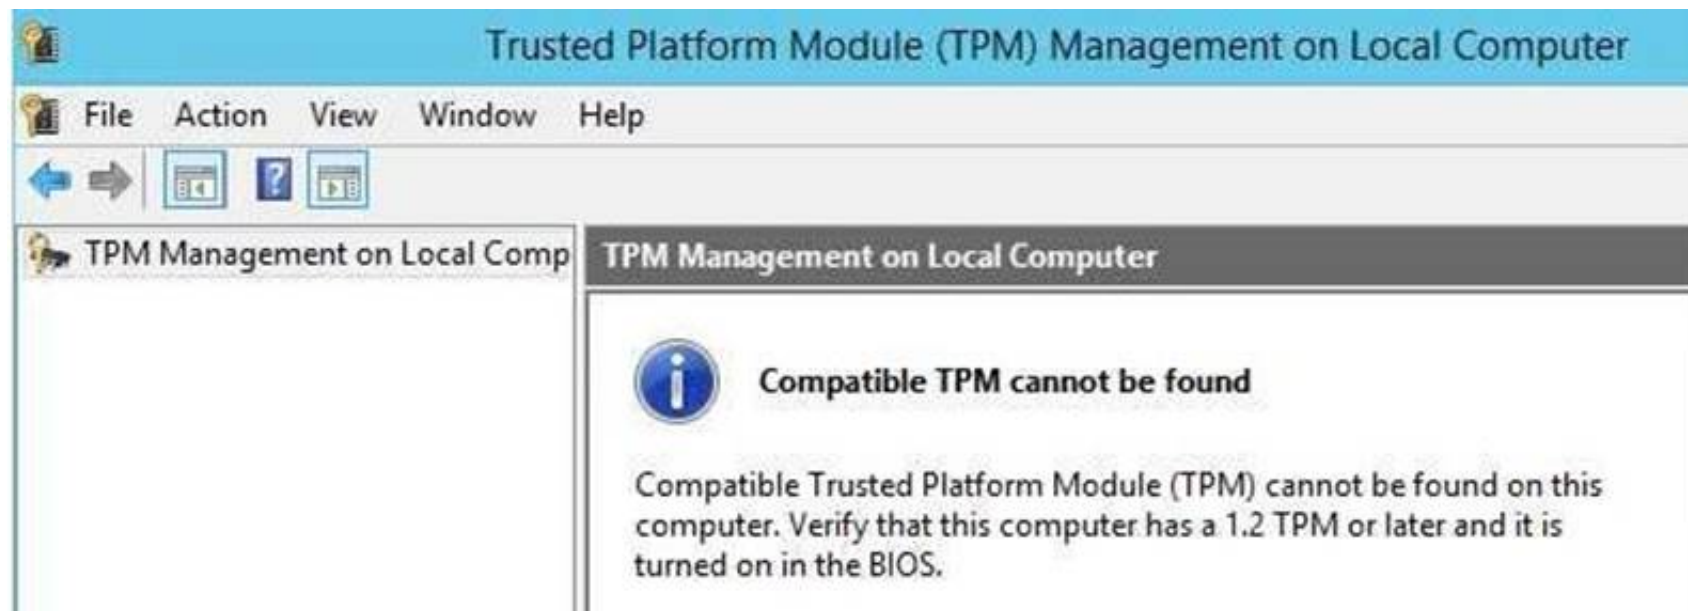 Trusted Platform Module (TPM) Management on Local Computer
File Action View Window Help
?
TPM Management on Local Comp
TPM Management on Local Computer
i
Compatible TPM cannot be found
Compatible Trusted Platform Module (TPM) cannot be found on this
computer. Verify that this computer has a 1.2 TPM or later and it is
turned on in the BIOS.